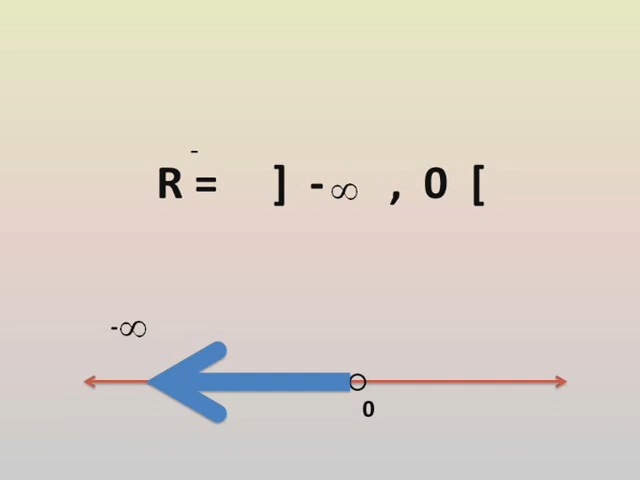 R⁻ = ] -∞ , 0 [
-∞
0